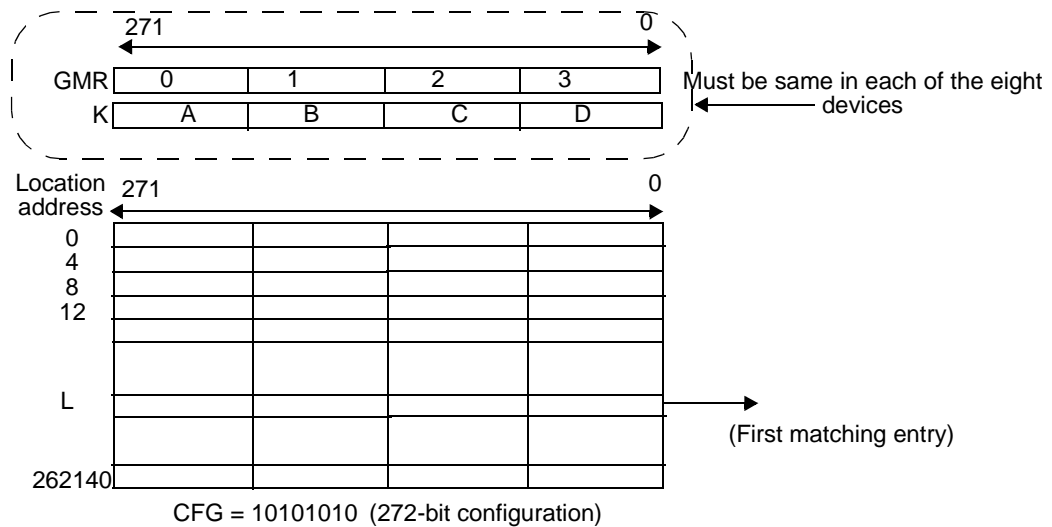 271 0
GMR 0 1 2 3
K A B C D
Must be same in each of the eight
devices
Location
address
271 0
0
4
8
12
L
(First matching entry)
262140
CFG = 10101010 (272-bit configuration)